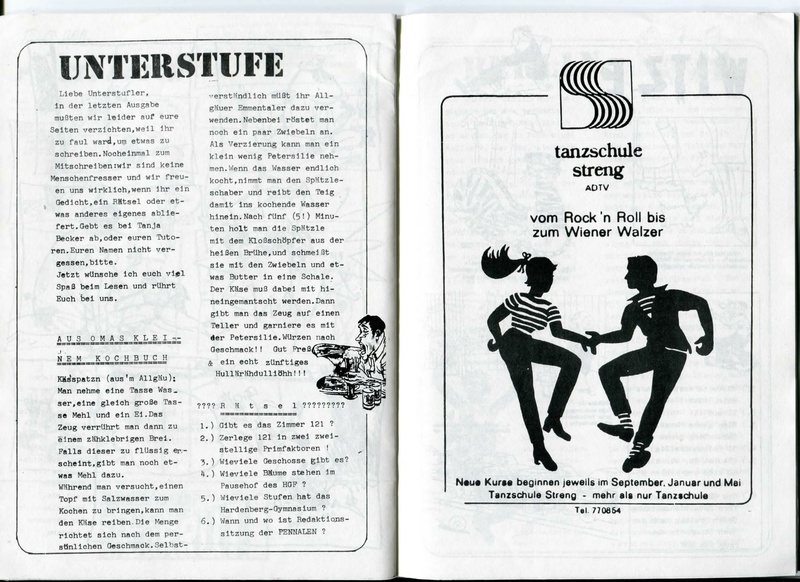 UNTERSTUFE
Liebe Unterstufler,
in der letzten Ausgabe
mußten wir leider auf eure
Seiten verzichten,weil ihr
zu faul ward,um etwas zu
schreiben.Nocheinmal zum
Mitschreiben:wir sind keine
Menschenfresser und wir freu-
en uns wirklich,wenn ihr ein
Gedicht,ein Rätsel oder et-
was anderes eigenes ablie-
fert.Gebt es bei Tanja
Becker ab,oder euren Tuto-
ren.Euren Namen nicht ver-
gessen,bitte.
Jetzt wünsche ich euch viel
Spaß beim Lesen und rührt
Euch bei uns.
AUS OMAS KLEI-
NEM KOCHBUCH
Kässpatzn (aus'm Allgäu):
Man nehme eine Tasse Was-
ser,eine gleich große Tas-
se Mehl und ein Ei.Das
Zeug verrührt man dann zu
einem zähklebrigen Brei.
Falls dieser zu flüssig er-
scheint,gibt man noch et-
was Mehl dazu.
Während man versucht,einen
Topf mit Salzwasser zum
Kochen zu bringen,kann man
den Käse reiben.Die Menge
richtet sich nach dem per-
sönlichen Geschmack.Selbst-
verständlich müßt ihr All-
gäuer Emmentaler dazu ver-
wenden.Nebenbei röstet man
noch ein paar Zwiebeln an.
Als Verzierung kann man ein
klein wenig Petersilie neh-
men.Wenn das Wasser endlich
kocht,nimmt man den Spätzle-
schaber und reibt den Teig
damit ins kochende Wasser
hinein.Nach fünf (5!) Minu-
ten holt man die Spätzle
mit dem Kloßschöpfer aus der
heißen Brühe,und schmeißt
sie mit den Zwiebeln und et-
was Butter in eine Schale.
Der Käse muß dabei mit hi-
neingemantscht werden.Dann
gibt man das Zeug auf einen
Teller und garniere es mit
der Petersilie.Würzen nach
Geschmack!! Gut Freß
& ein echt zünftiges
HullKrähdulliöhh!!!
???? Rätsel ?????????
1.) Gibt es das Zimmer 121 ?
2.) Zerlege 121 in zwei zwei-
stellige Primfaktoren !
3.) Wieviele Geschosse gibt es?
4.) Wieviele Bäume stehen im
Pausehof des HGF ?
5.) Wieviele Stufen hat das
Hardenberg-Gymnasium ?
6.) Wann und wo ist Redaktions-
sitzung der PENNALEN ?
tanzschule
streng
ADTV
vom Rock'n Roll bis
zum Wiener Walzer
Neue Kurse beginnen jeweils im September, Januar und Mai
Tanzschule Streng - mehr als nur Tanzschule
Tel. 770854